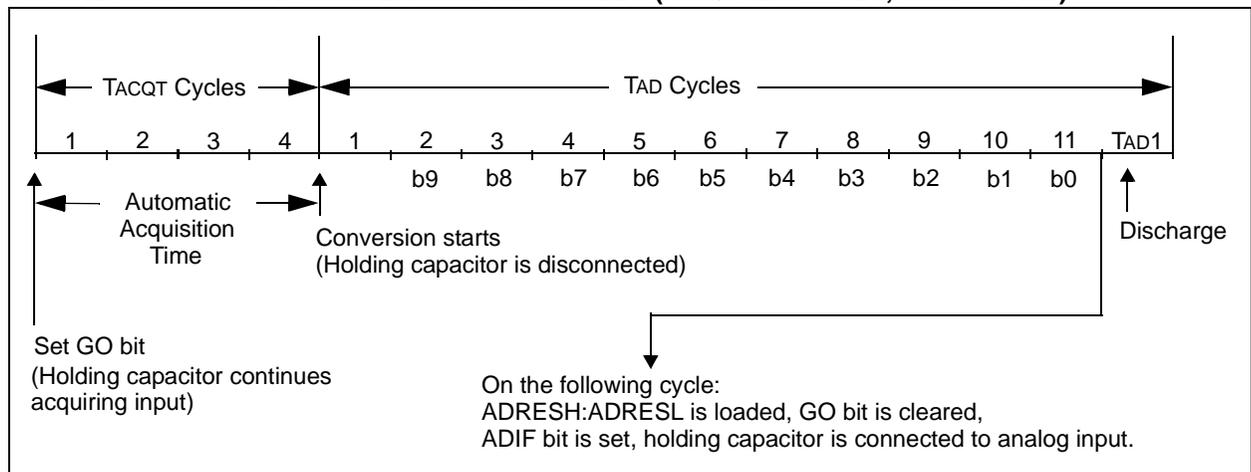 TACQT Cycles
TAD Cycles
1 2 3 4 1 2 3 4 5 6 7 8 9 10 11 TAD1
b9 b8 b7 b6 b5 b4 b3 b2 b1 b0
Automatic
Acquisition
Time
Conversion starts
(Holding capacitor is disconnected)
Discharge
Set GO bit
(Holding capacitor continues
acquiring input)
On the following cycle:
ADRESH:ADRESL is loaded, GO bit is cleared,
ADIF bit is set, holding capacitor is connected to analog input.